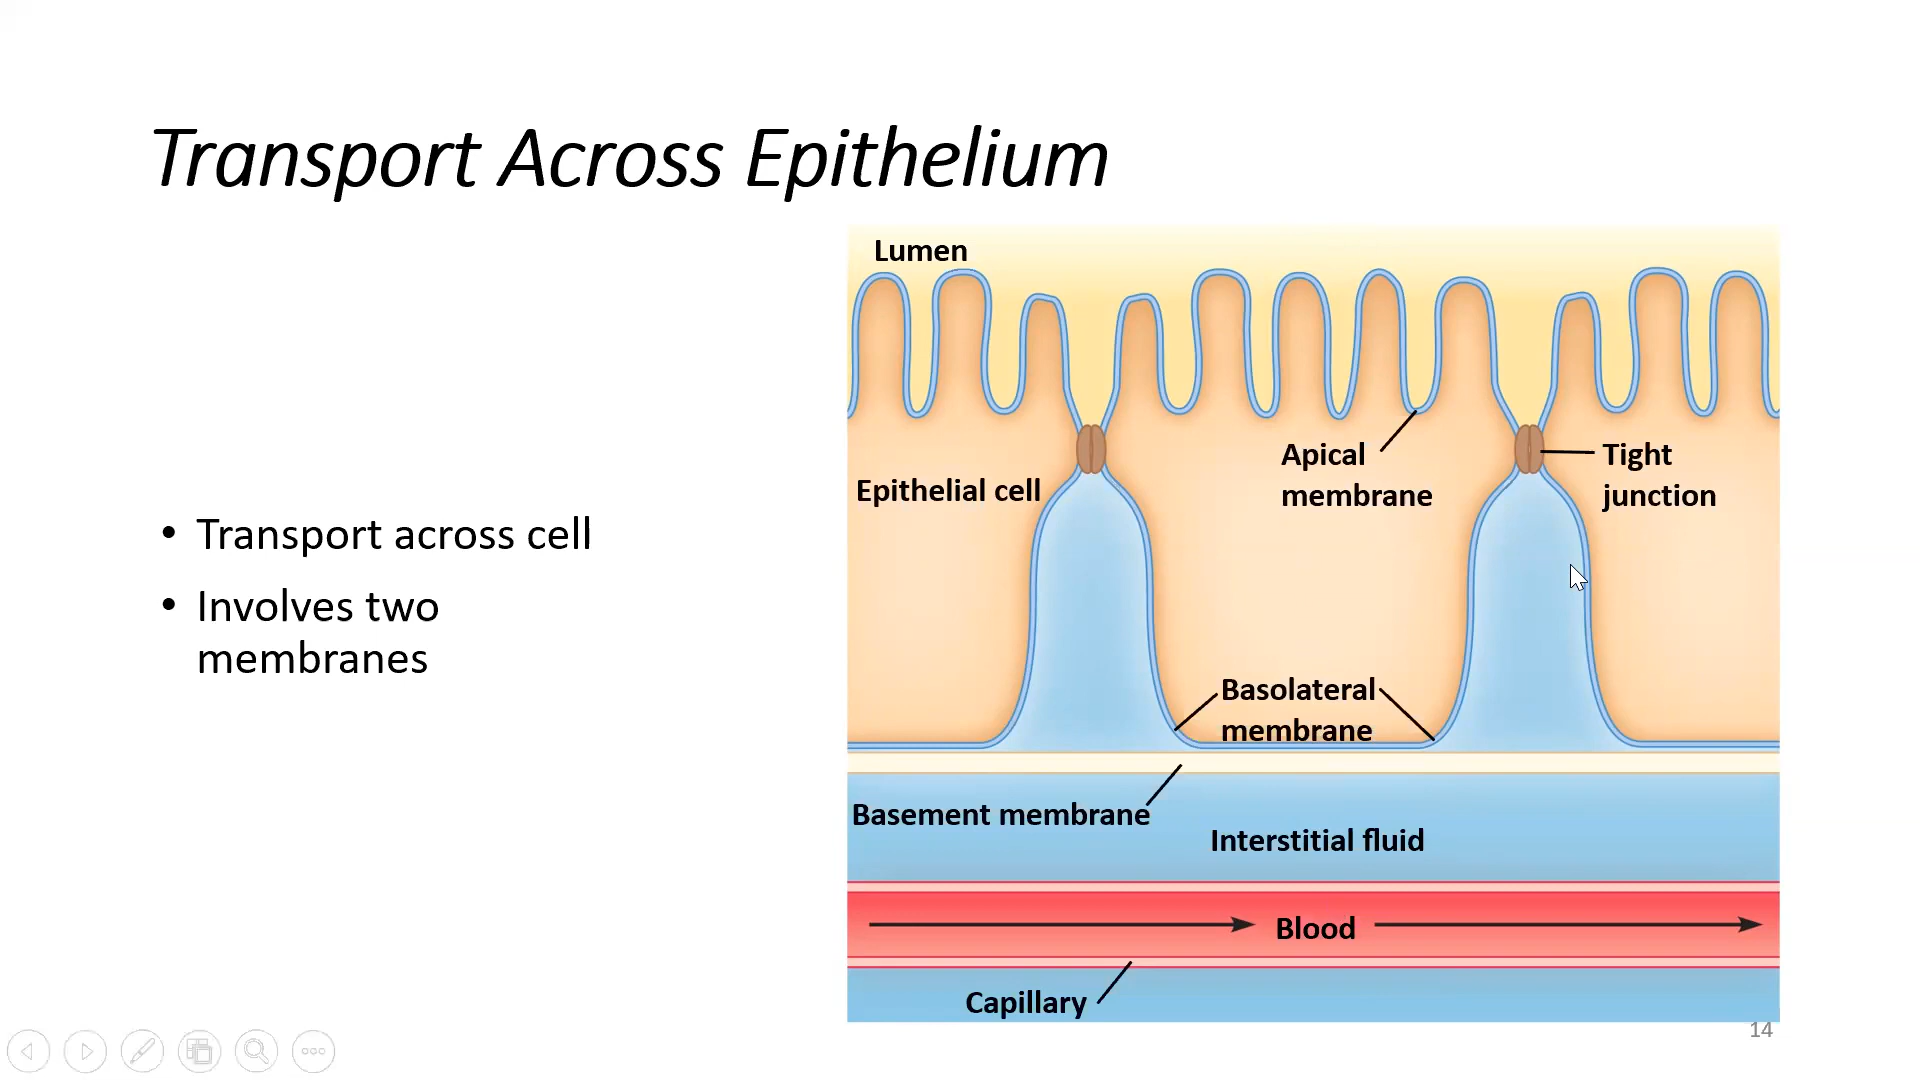 Transport Across Epithelium
• Transport across cell
• Involves two
membranes
Lumen
Epithelial cell
Apical
membrane
Tight
junction
Basolateral
membrane
Basement membrane
Interstitial fluid
Blood
Capillary
14